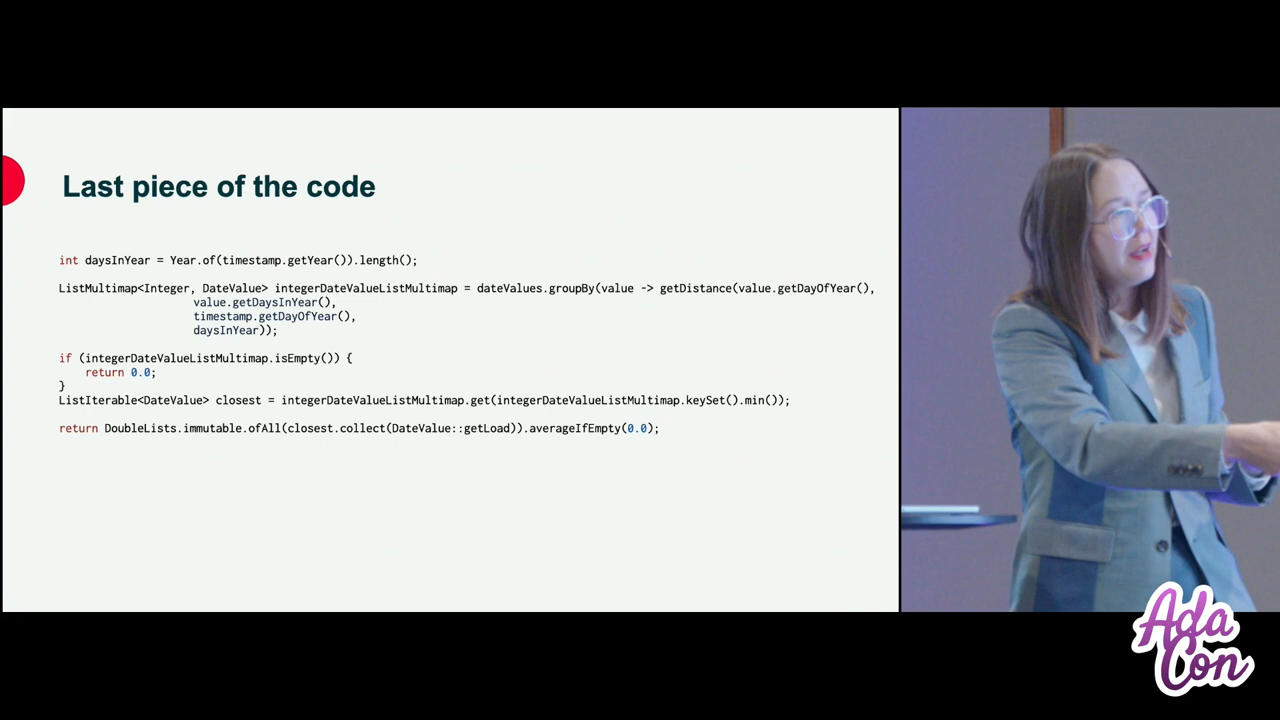 Last piece of the code
int daysInYear = Year.of(timestamp.getYear()).length();
ListMultimap<Integer, DateValue> integerDateValueListMultimap = dateValues.groupBy(value -> getDistance(value.getDayOfYear(),
value.getDaysInYear(),
timestamp.getDayOfYear(),
daysInYear));
if (integerDateValueListMultimap.isEmpty()) {
return 0.0;
}
ListIterable<DateValue> closest = integerDateValueListMultimap.get(integerDateValueListMultimap.keySet().min());
return DoubleLists.immutable.ofAll(closest.collect(DateValue::getLoad)).averageIfEmpty(0.0);
Ada
Con